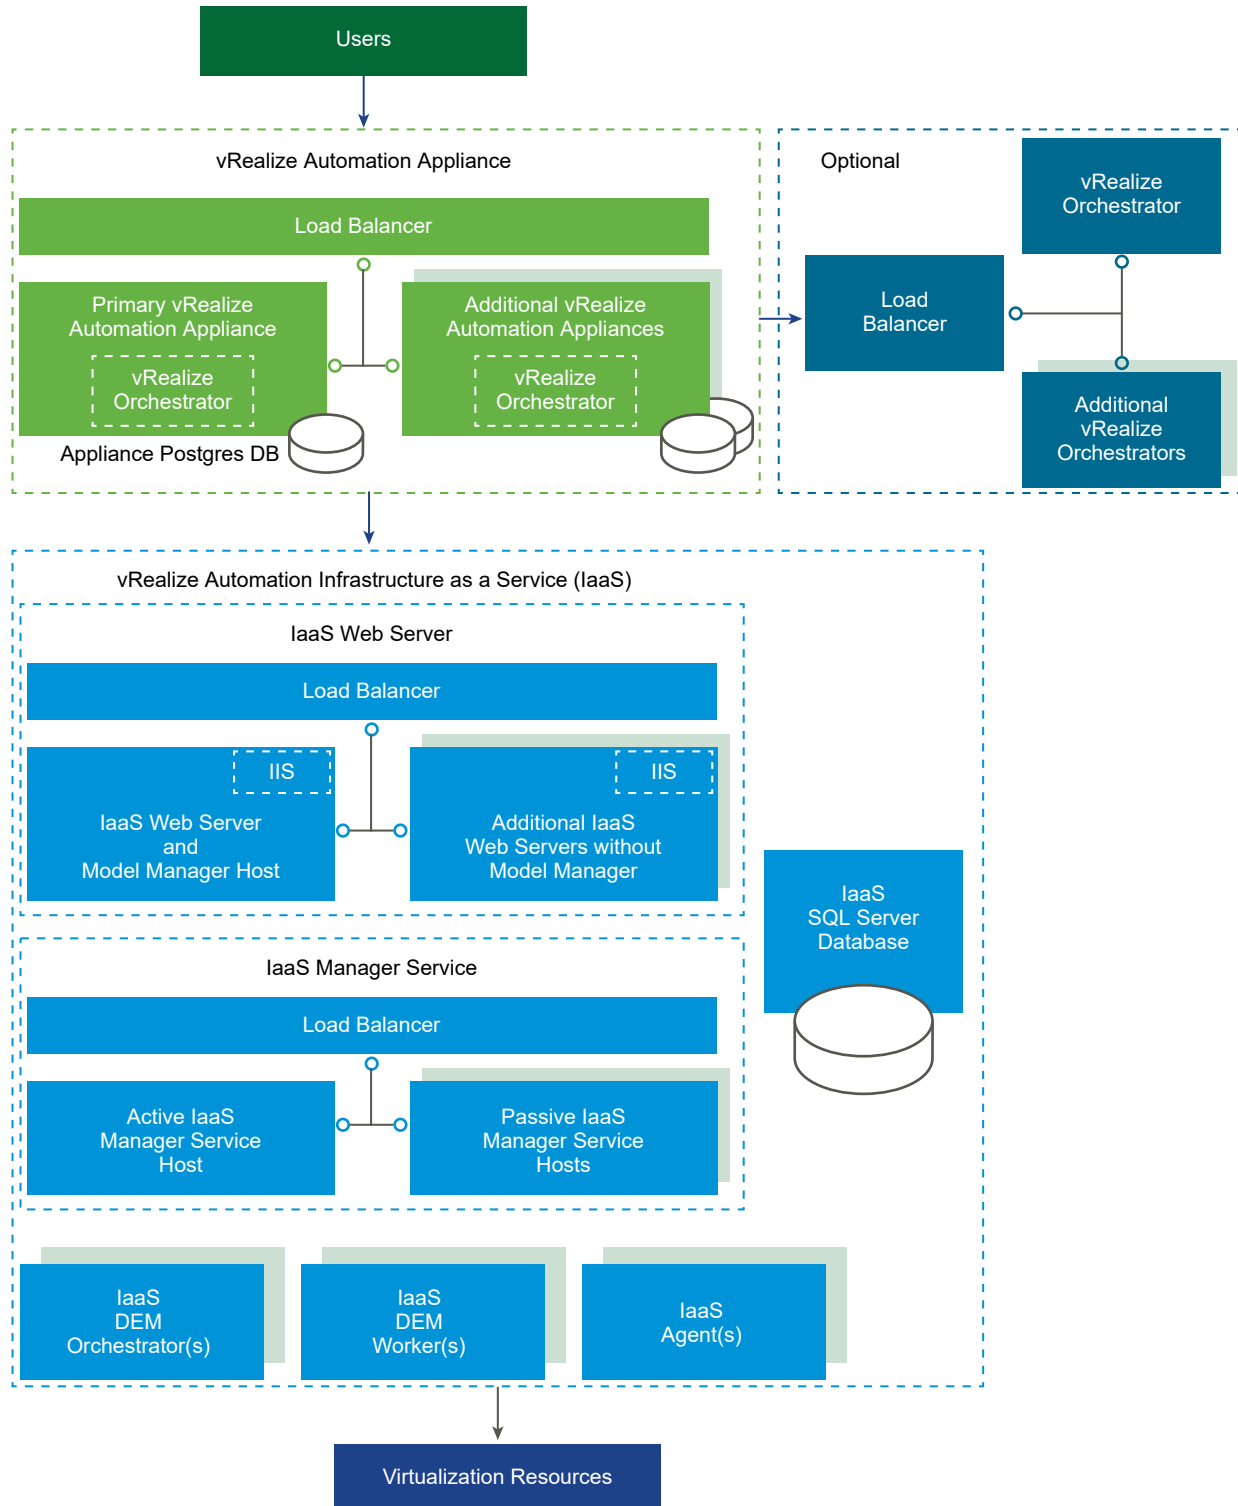 Users
vRealize Automation Appliance
Load Balancer
Primary vRealize
Automation Appliance
vRealize
Orchestrator
Additional vRealize
Automation Appliances
vRealize
Orchestrator
Appliance Postgres DB
Optional
vRealize
Orchestrator
Load
Balancer
Additional
vRealize
Orchestrators
vRealize Automation Infrastructure as a Service (IaaS)
IaaS Web Server
Load Balancer
IIS
IaaS Web Server
and
Model Manager Host
IIS
Additional IaaS
Web Servers without
Model Manager
IaaS
SQL Server
Database
IaaS Manager Service
Load Balancer
Active IaaS
Manager Service
Host
Passive IaaS
Manager Service
Hosts
IaaS
DEM
Orchestrator(s)
IaaS
DEM
Worker(s)
IaaS
Agent(s)
Virtualization Resources